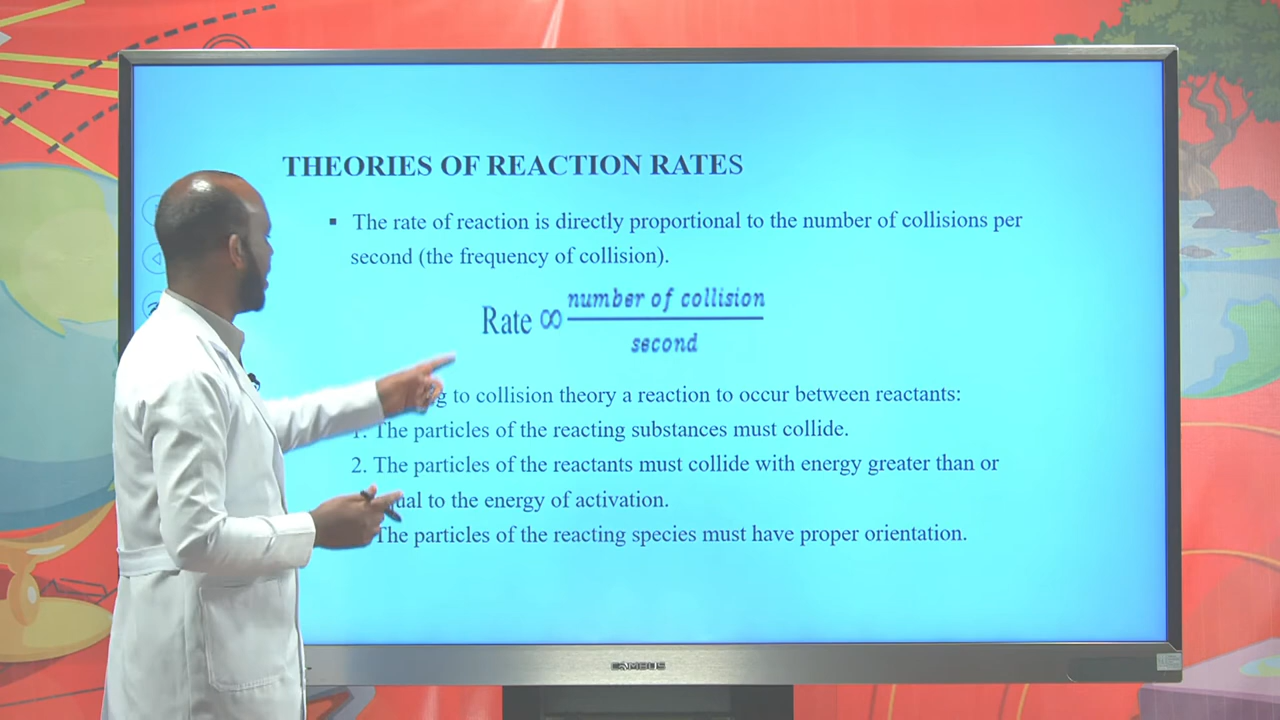 THEORIES OF REACTION RATES
▪ The rate of reaction is directly proportional to the number of collisions per
second (the frequency of collision).
Rate ∞ number of collision
second
to collision theory a reaction to occur between reactants:
1. The particles of the reacting substances must collide.
2. The particles of the reactants must collide with energy greater than or
to the energy of activation.
The particles of the reacting species must have proper orientation.